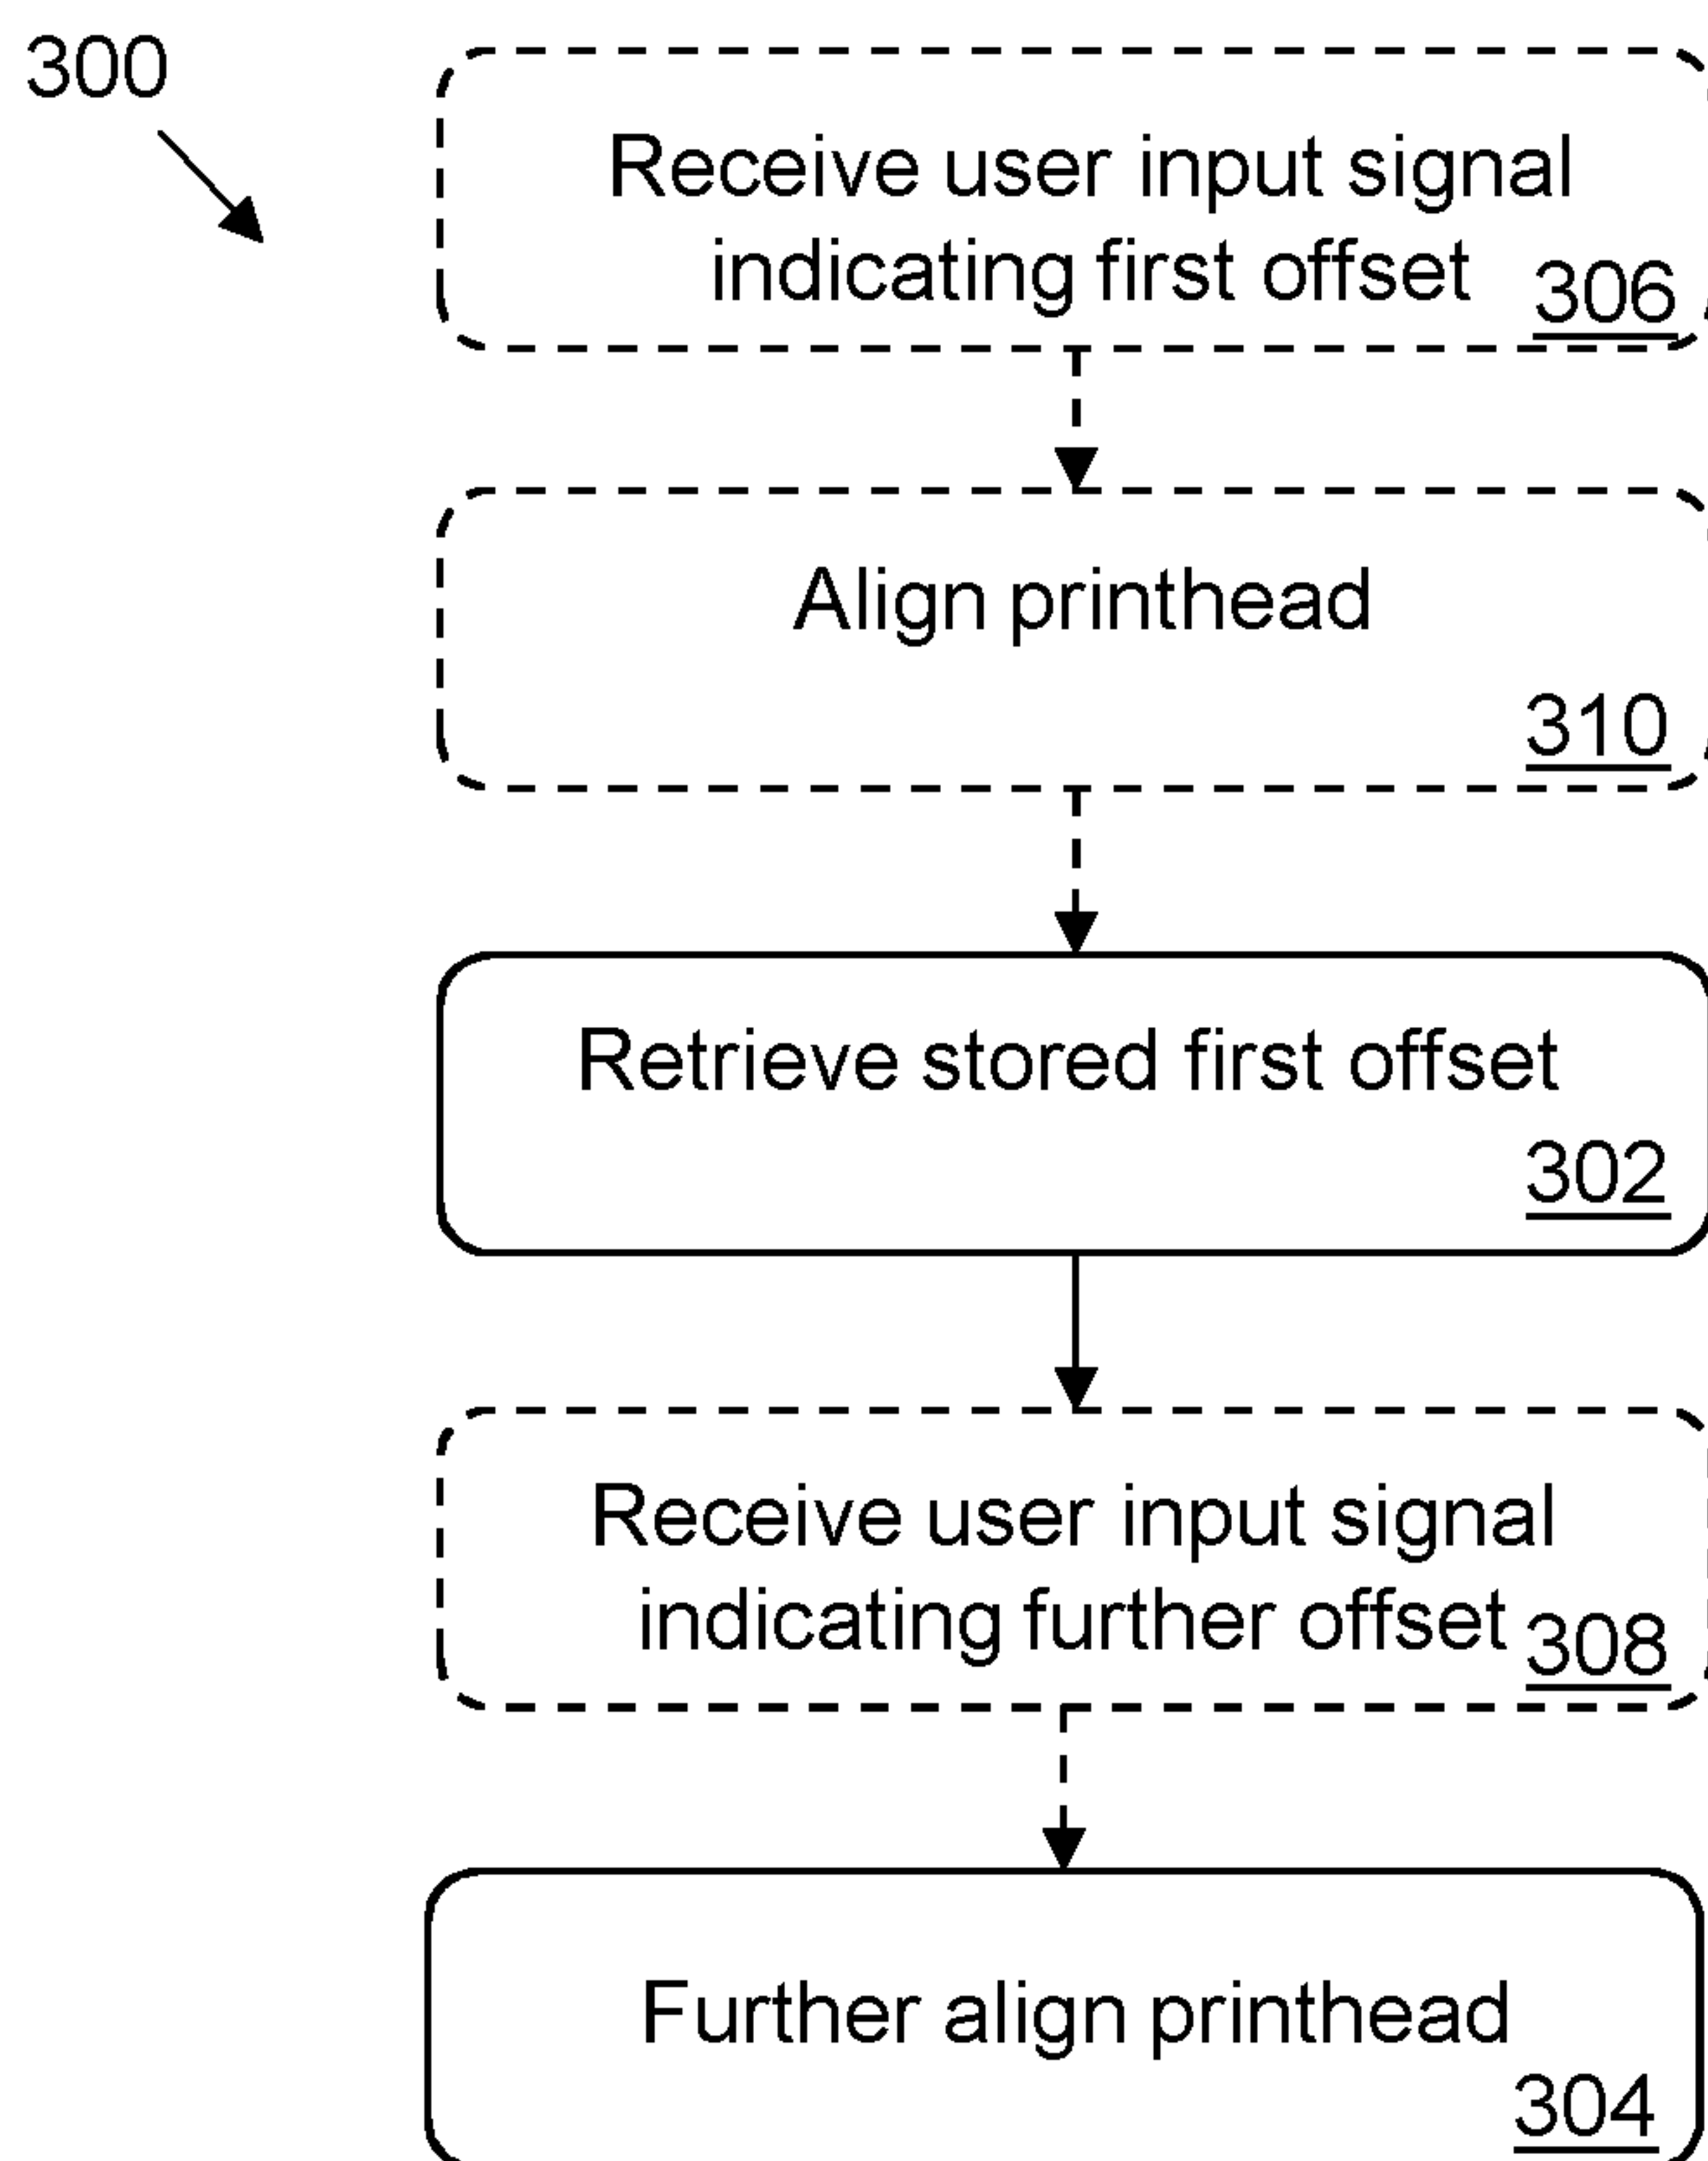 300
Receive user input signal
indicating first offset 306
Align printhead
310
Retrieve stored first offset
302
Receive user input signal
indicating further offset 308
Further align printhead
304